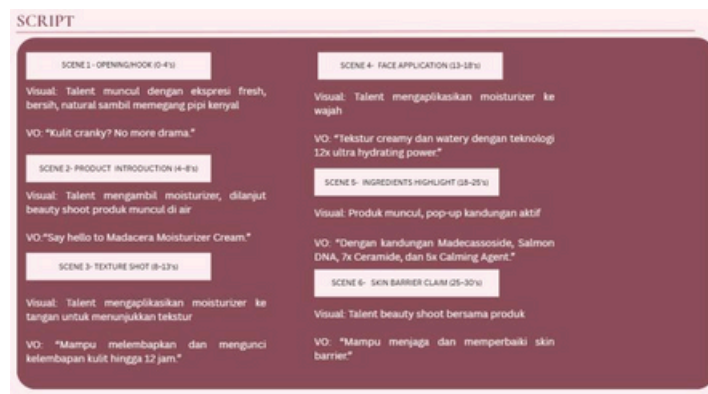 SCRIPT
SCENE 1 - OPENING/HOOK (0-4's)
Visual: Talent muncul dengan ekspresi fresh,
bersih, natural sambil memegang pipi kenyal
VO: “Kulit cranky? No more drama.”
SCENE 2- PRODUCT INTRODUCTION (4-8's)
Visual: Talent mengambil moisturizer, dilanjut
beauty shoot produk muncul di air
VO:“Say hello to Madacera Moisturizer Cream.”
SCENE 3- TEXTURE SHOT (8-13's)
Visual: Talent mengaplikasikan moisturizer ke
tangan untuk menunjukkan tekstur
VO: “Mampu melembapkan dan mengunci
kelembapan kulit hingga 12 jam.”
SCENE 4- FACE APPLICATION (13-18's)
Visual: Talent mengaplikasikan moisturizer ke
wajah
VO: “Tekstur creamy dan watery dengan teknologi
12x ultra hydrating power.”
SCENE 5- INGREDIENTS HIGHLIGHT (18-25's)
Visual: Produk muncul, pop-up kandungan aktif
VO: “Dengan kandungan Madecassoside, Salmon
DNA, 7x Ceramide, dan 5x Calming Agent.”
SCENE 6- SKIN BARRIER CLAIM (25-30's)
Visual: Talent beauty shoot bersama produk
VO: “Mampu menjaga dan memperbaiki skin
barrier.”